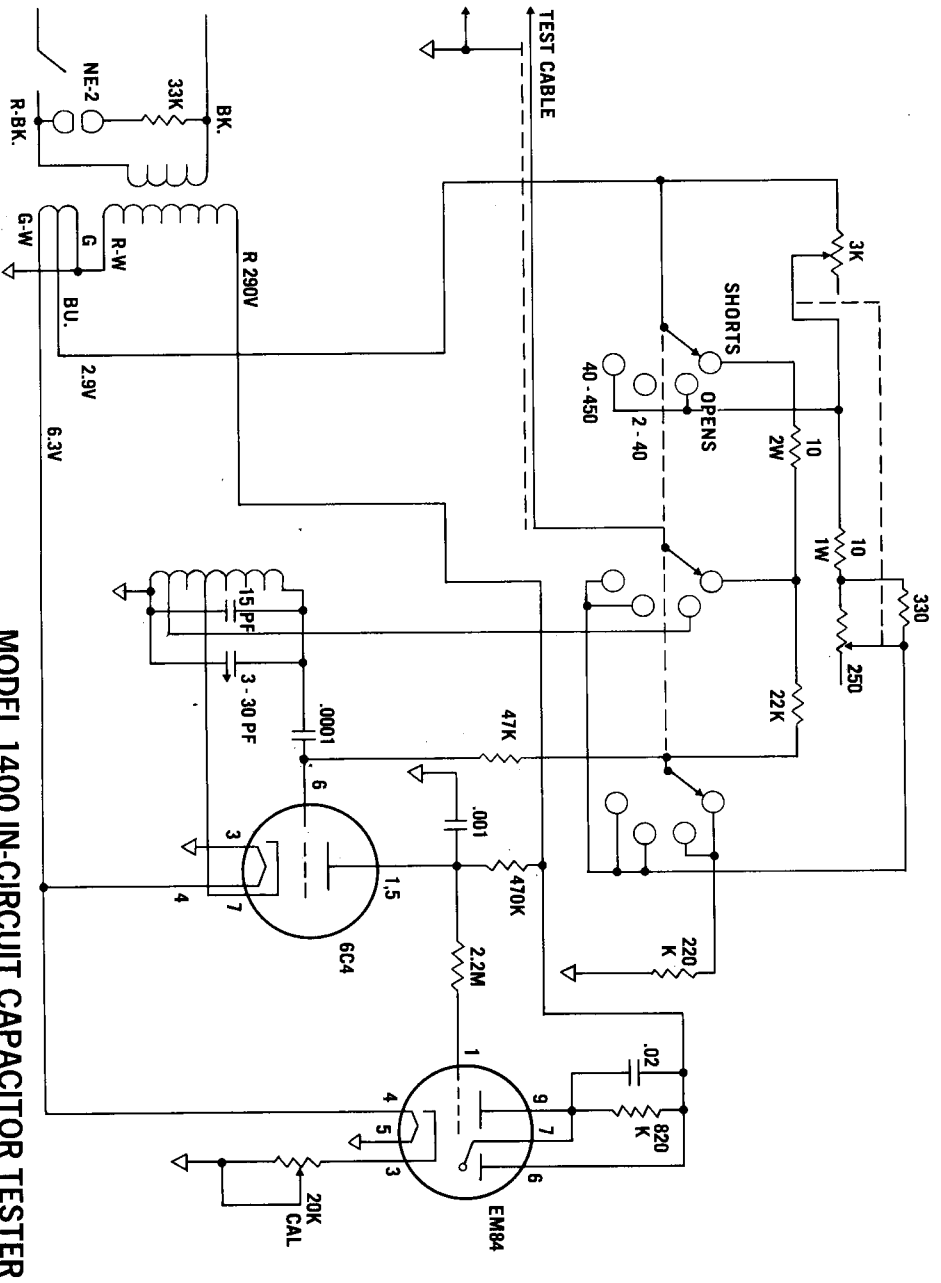 TEST CABLE
NE-2
33K
BK.
R-BK.
G-W
G
R-W
R 290V
BU.
2.9V
6.3V
3K
SHORTS
OPENS
2 - 40
40 - 450
10
2W
10
1W
330
250
22K
47K
15 PF
3 - 30 PF
.0001
6
.001
470K
1,5
3
4
7
6C4
2.2M
220
K
.02
820
K
1
9
7
6
4
5
3
EM84
20K
CAL
MODEL 1400 IN-CIRCUIT CAPACITOR TESTER